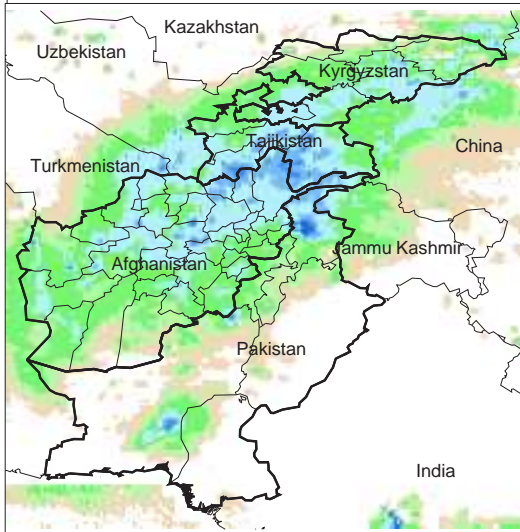 Kazakhstan
Uzbekistan
Kyrgyzstan
Tajikistan
China
Turkmenistan
Jammu Kashmir
Afghanistan
Pakistan
India